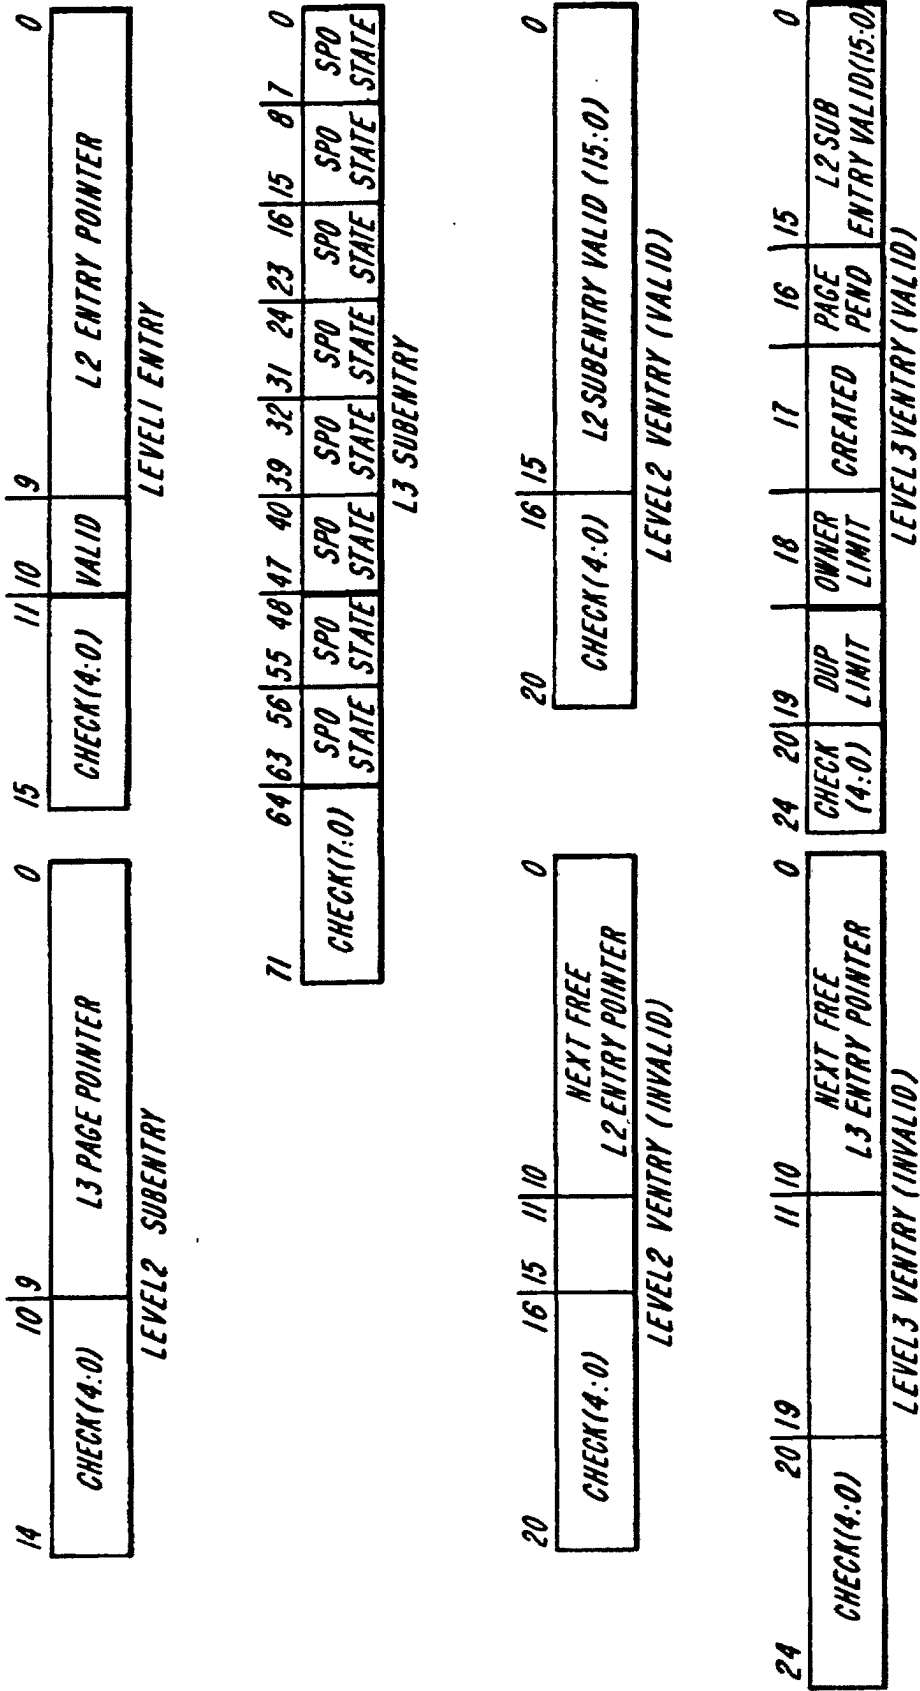 14 10 9 0
CHECK(4:0) L3 PAGE POINTER
LEVEL2 SUBENTRY
15 11 10 9 0
CHECK(4:0) VALID L2 ENTRY POINTER
LEVEL1 ENTRY
71 64 63 56 55 48 47 40 39 32 31 24 23 16 15 8 7 0
CHECK(7:0) SPO SPO SPO SPO SPO SPO SPO SPO
STATE STATE STATE STATE STATE STATE STATE STATE
L3 SUBENTRY
20 16 15 11 10 0
CHECK(4:0) NEXT FREE
L2 ENTRY POINTER
LEVEL2 VENTRY (INVALID)
20 16 15 0
CHECK(4:0) L2 SUBENTRY VALID (15:0)
LEVEL2 VENTRY (VALID)
24 20 19 11 10 0
CHECK(4:0) NEXT FREE
L3 ENTRY POINTER
LEVEL3 VENTRY (INVALID)
24 20 19 18 17 16 15 0
CHECK DUP OWNER CREATED PAGE L2 SUB
(4:0) LIMIT LIMIT PEND ENTRY VALID(15:0)
LEVEL3 VENTRY (VALID)